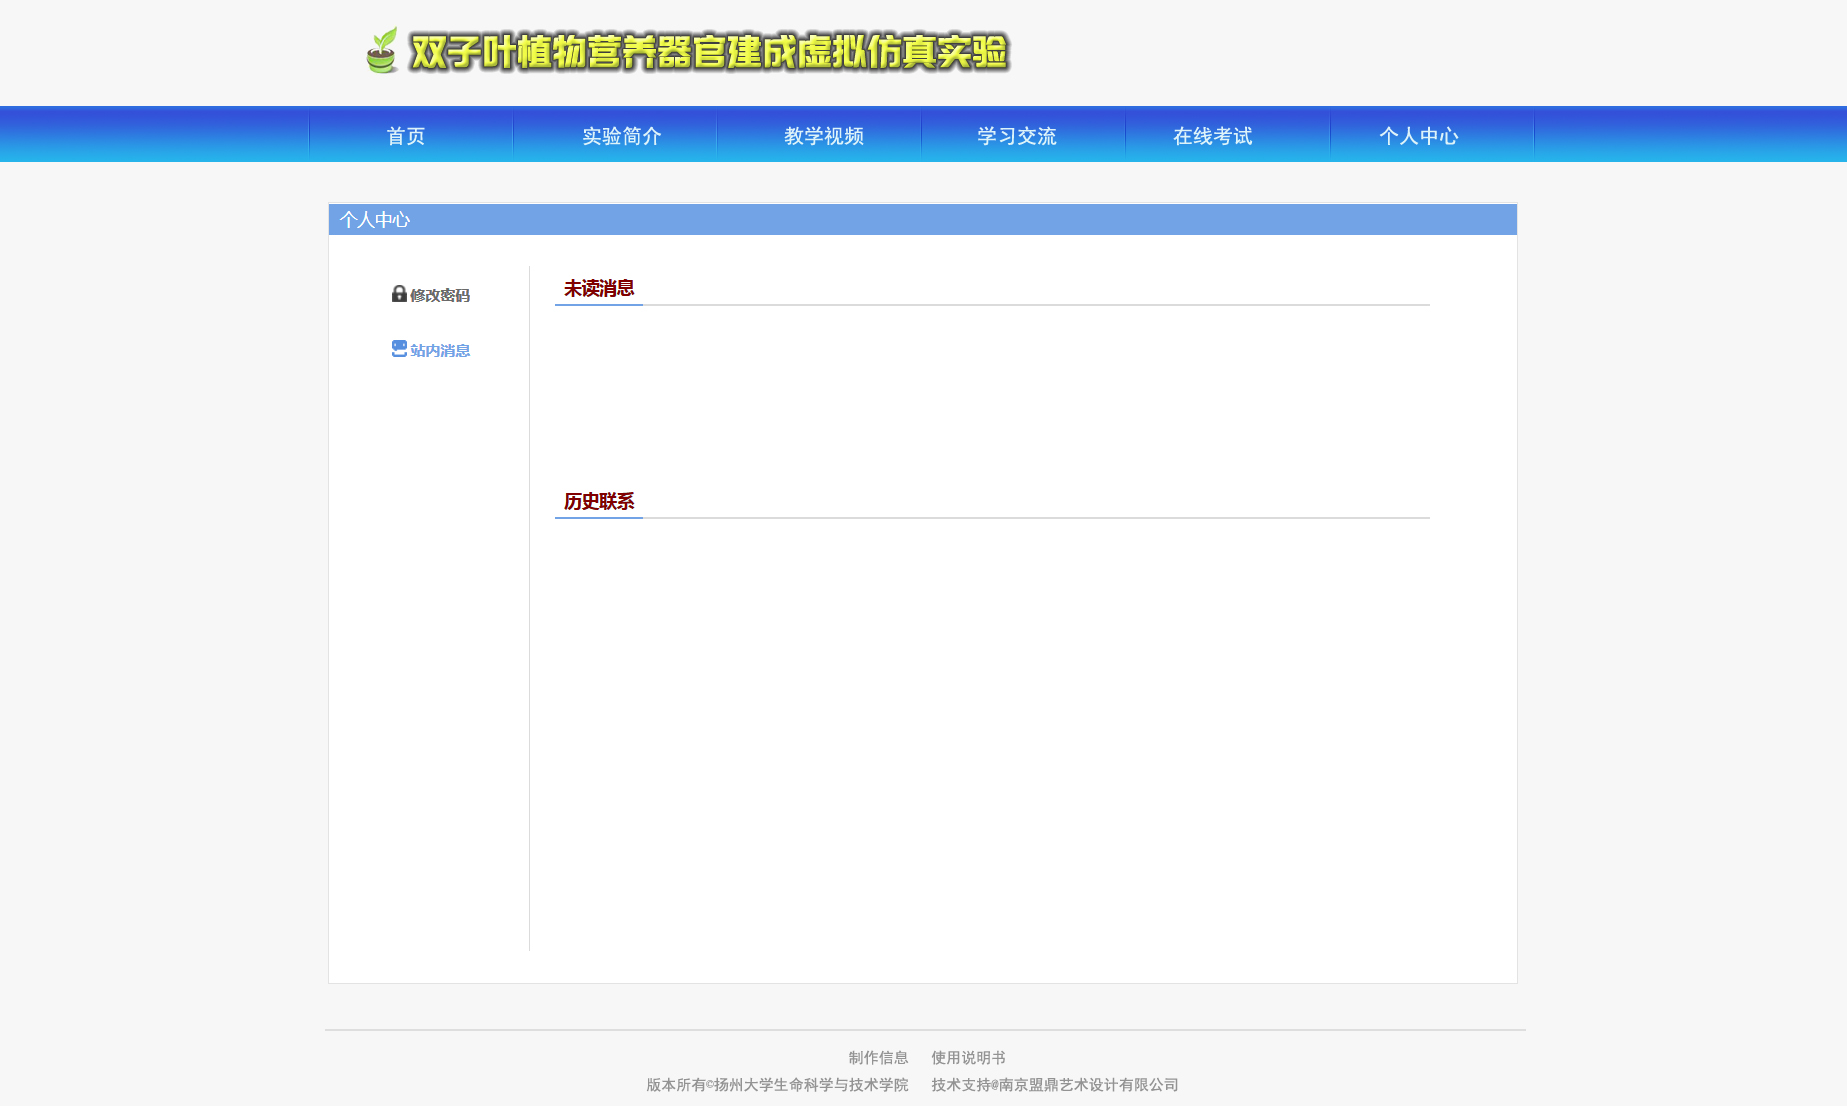 双子叶植物营养器官建成虚拟仿真实验
首页 实验简介 教学视频 学习交流 在线考试 个人中心
个人中心
修改密码
站内消息
未读消息
历史联系
制作信息 使用说明书
版本所有©扬州大学生命科学与技术学院 技术支持@南京盟鼎艺术设计有限公司